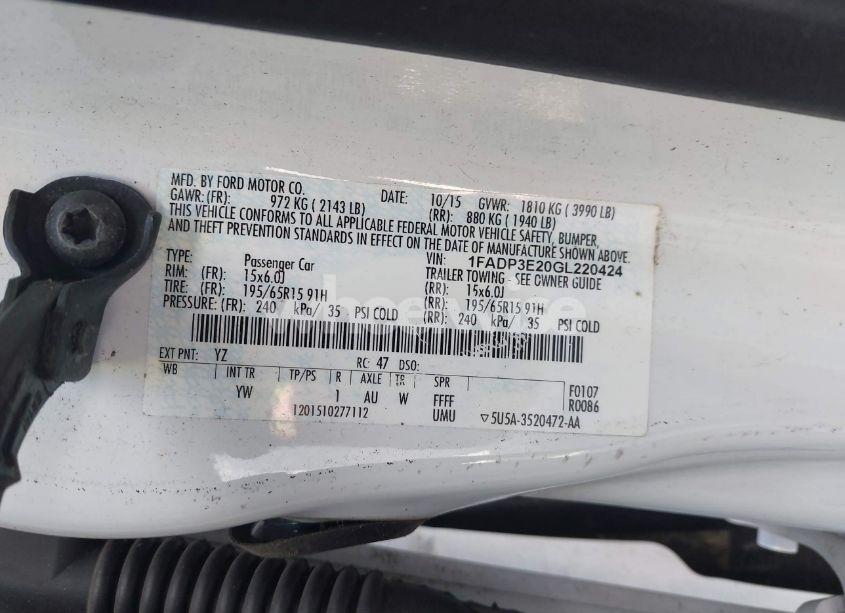 MFD. BY FORD MOTOR CO. DATE: 10/15 GVWR: 1810 KG ( 3990 LB)
GAWR: (FR): 972 KG ( 2143 LB) (RR): 880 KG ( 1940 LB)
THIS VEHICLE CONFORMS TO ALL APPLICABLE FEDERAL MOTOR VEHICLE SAFETY, BUMPER,
AND THEFT PREVENTION STANDARDS IN EFFECT ON THE DATE OF MANUFACTURE SHOWN ABOVE.
VIN: 1FADP3E20GL220424
TYPE: Passenger Car TRAILER TOWING - SEE OWNER GUIDE
RIM: (FR): 15x6.0J (RR): 15x6.0J
TIRE: (FR): 195/65R15 91H (RR): 195/65R15 91H
PRESSURE: (FR): 240 kPa/ 35 PSI COLD (RR): 240 kPa/ 35 PSI COLD
EXT PNT: YZ RC: 47 DSO:
WB INT TR TP/PS R AXLE TR SPR
YW 1 AU W FFFF
F0107
R0086
1201510277112 UMU ▽5U5A-3520472-AA